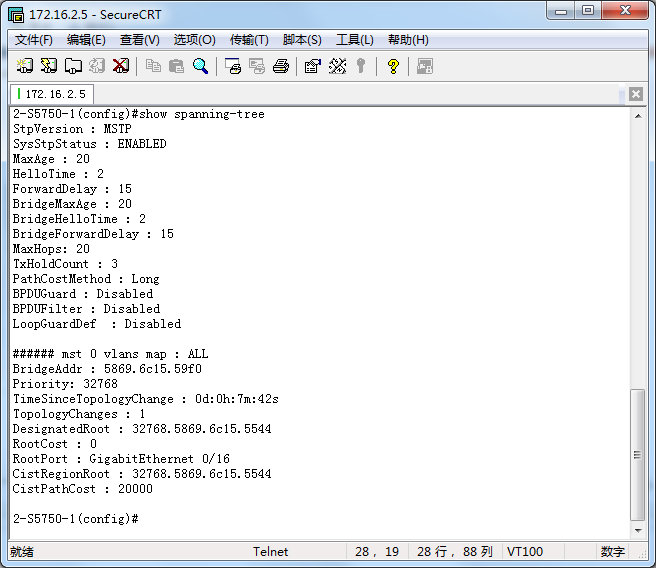 172.16.2.5 - SecureCRT
文件(F) 编辑(E) 查看(V) 选项(O) 传输(T) 脚本(S) 工具(L) 帮助(H)
172.16.2.5
2-S5750-1(config)#show spanning-tree
StpVersion : MSTP
SysStpStatus : ENABLED
MaxAge : 20
HelloTime : 2
ForwardDelay : 15
BridgeMaxAge : 20
BridgeHelloTime : 2
BridgeForwardDelay : 15
MaxHops: 20
TxHoldCount : 3
PathCostMethod : Long
BPDUGuard : Disabled
BPDUFilter : Disabled
LoopGuardDef  : Disabled
###### mst 0 vlans map : ALL
BridgeAddr : 5869.6c15.59f0
Priority: 32768
TimeSinceTopologyChange : 0d:0h:7m:42s
TopologyChanges : 1
DesignatedRoot : 32768.5869.6c15.5544
RootCost : 0
RootPort : GigabitEthernet 0/16
CistRegionRoot : 32768.5869.6c15.5544
CistPathCost : 20000
2-S5750-1(config)#
就绪 Telnet 28, 19 28 行, 88 列 VT100 数字